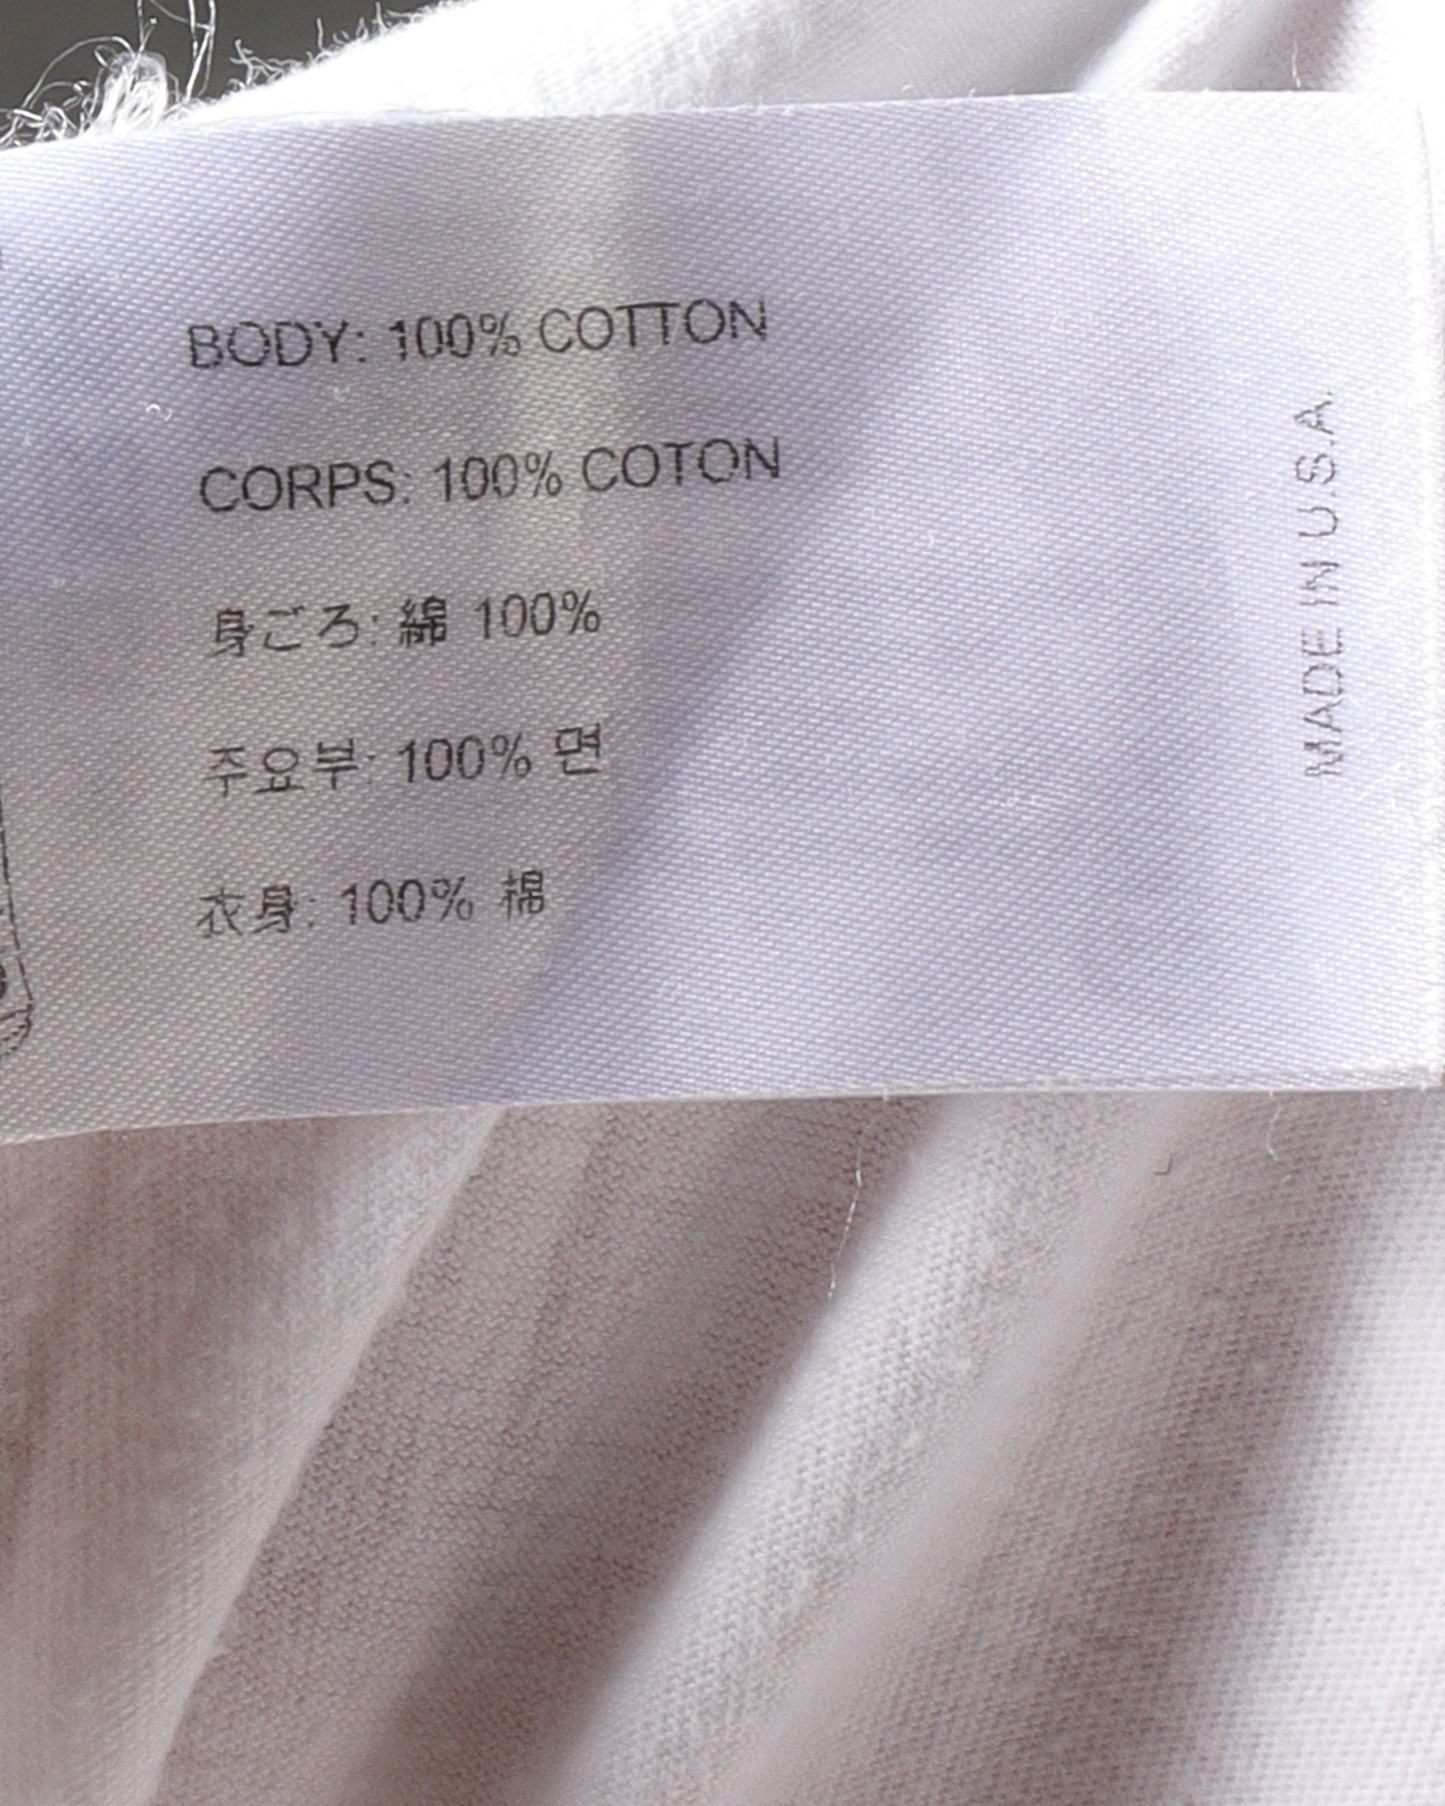 BODY: 100% COTTON
CORPS: 100% COTON
身ごろ: 綿 100%
주요부: 100% 면
衣身: 100% 棉
MADE IN U.S.A.